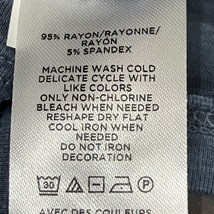 95% RAYON/RAYONNE/
RAYÓN
5% SPANDEX
MACHINE WASH COLD
DELICATE CYCLE WITH
LIKE COLORS
ONLY NON-CHLORINE
BLEACH WHEN NEEDED
RESHAPE DRY FLAT
COOL IRON WHEN
NEEDED
DO NOT IRON
DECORATION
30
P
AVEC DES COULEURS